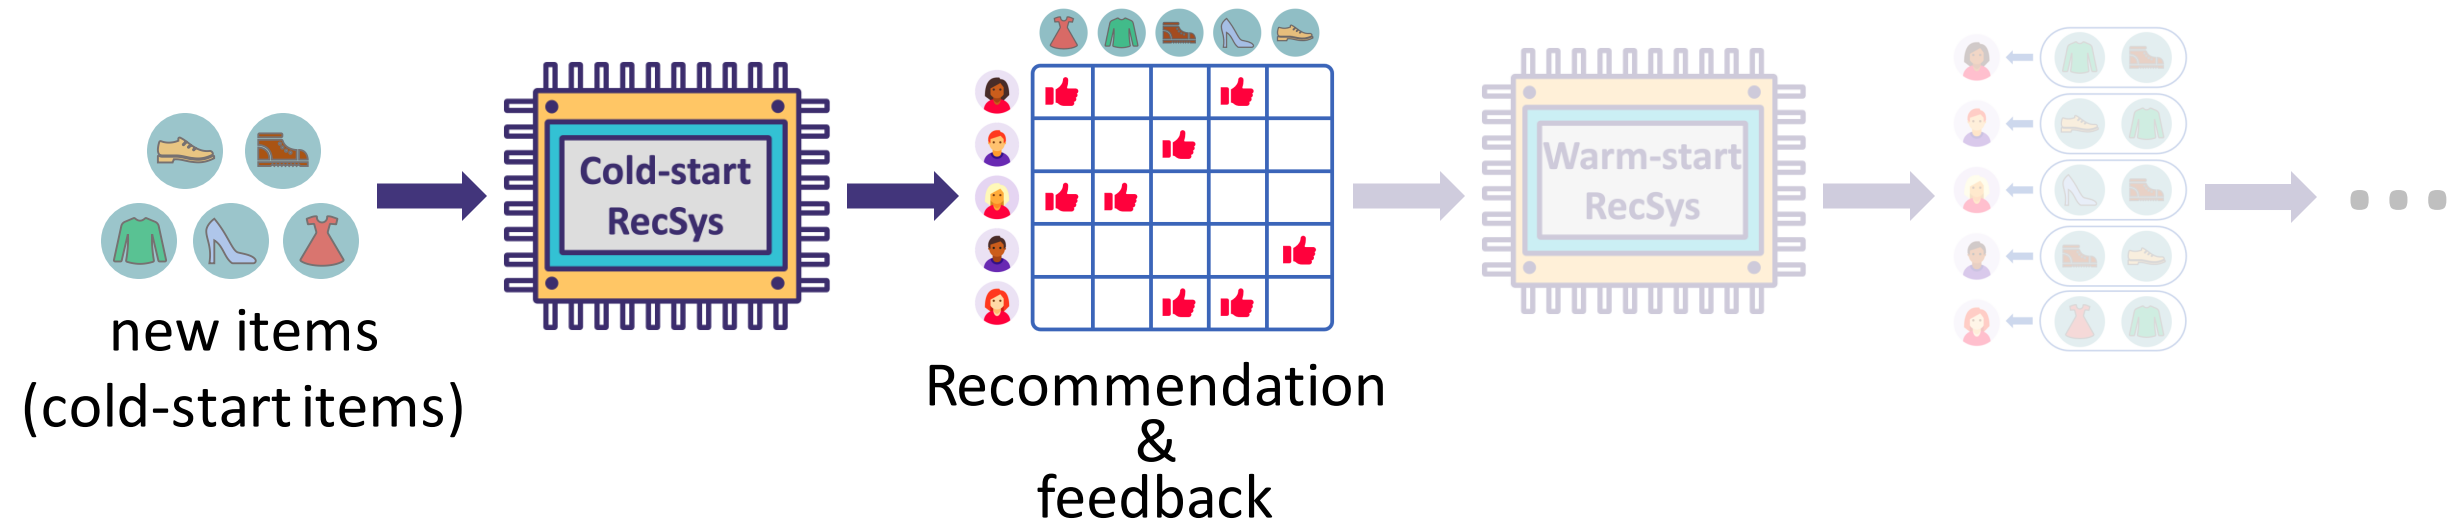 new items
(cold-start items)
Cold-start
RecSys
Recommendation
&
feedback
Warm-start
RecSys
...